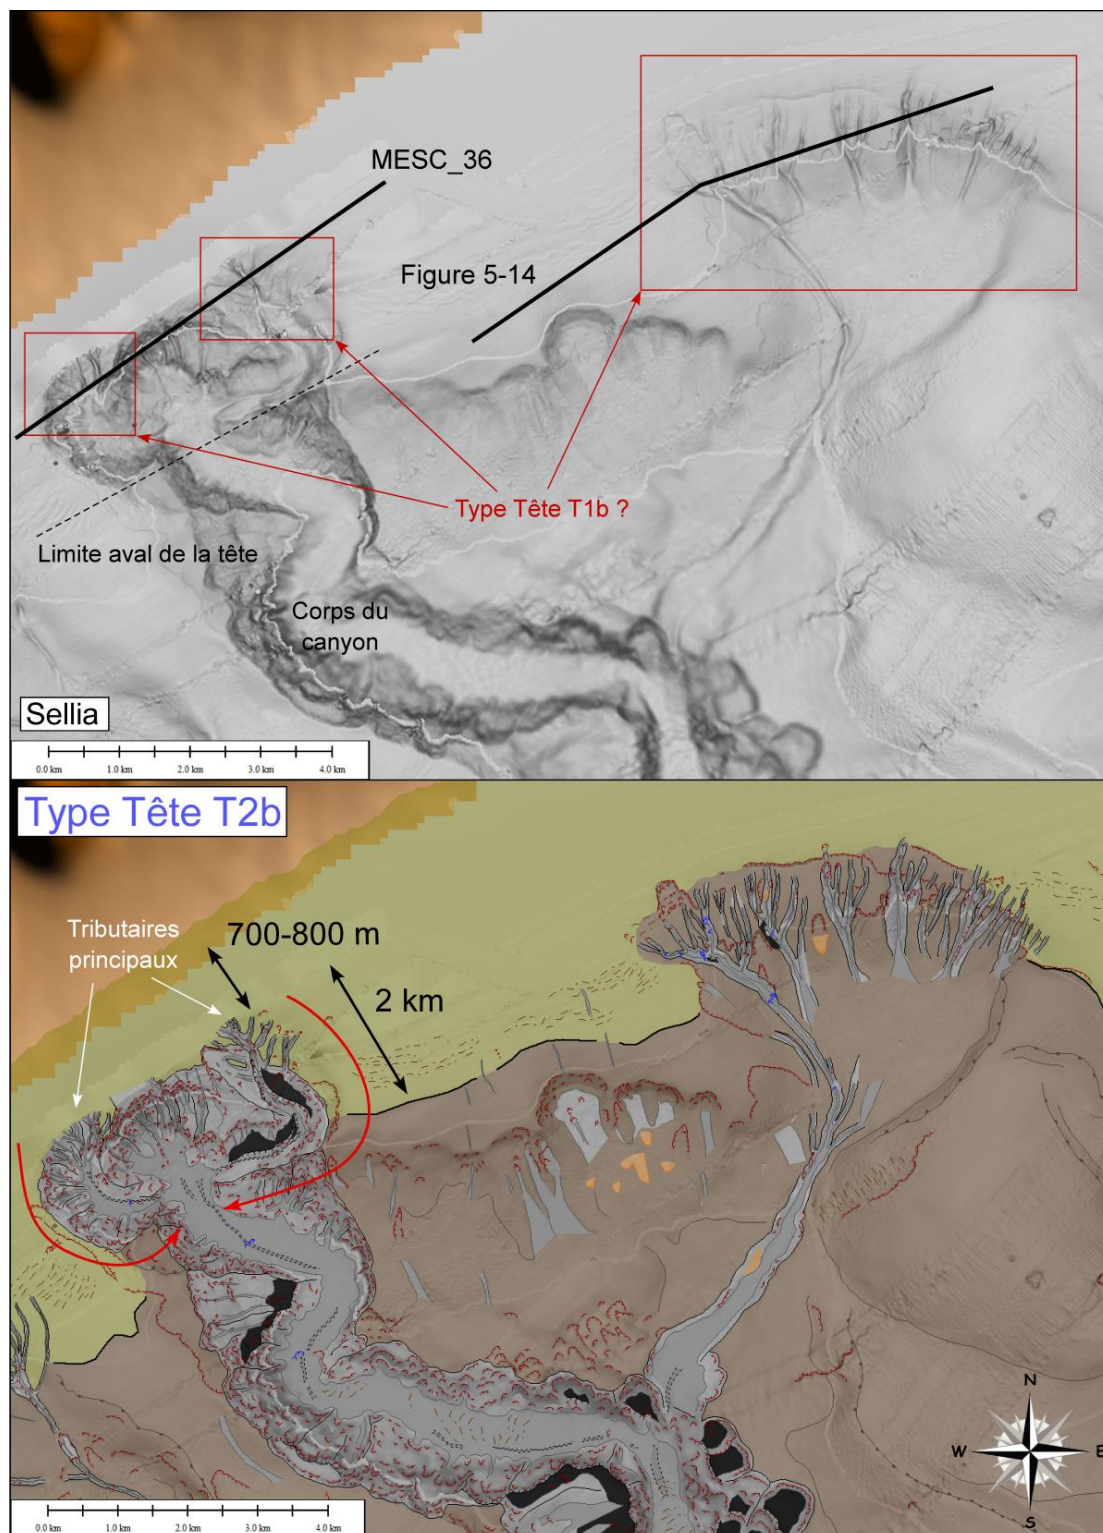 MESC_36
Figure 5-14
Type Tête T1b ?
Limite aval de la tête
Corps du
canyon
Sellia
0.0 km 1.0 km 2.0 km 3.0 km 4.0 km
Type Tête T2b
Tributaires
principaux
700-800 m
2 km
N
W E
S
0.0 km 1.0 km 2.0 km 3.0 km 4.0 km